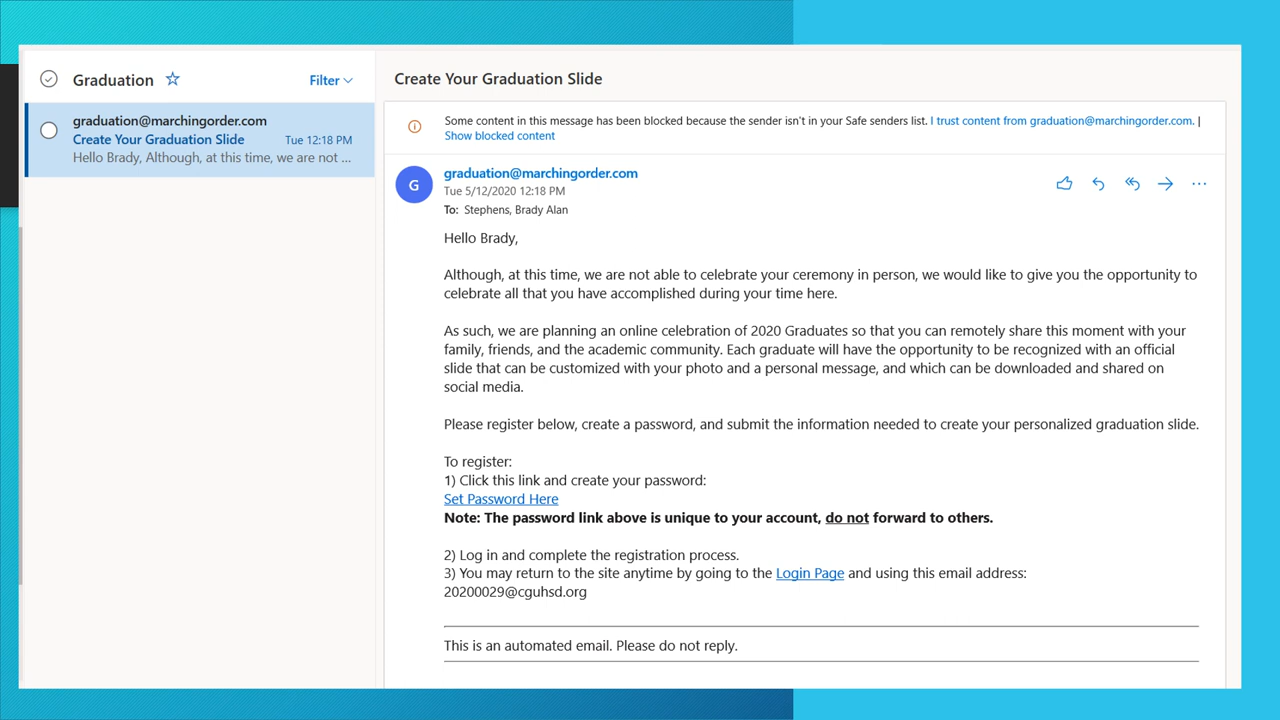 Graduation
Filter
graduation@marchingorder.com
Create Your Graduation Slide
Tue 12:18 PM
Hello Brady, Although, at this time, we are not ...
Create Your Graduation Slide
Some content in this message has been blocked because the sender isn't in your Safe senders list. I trust content from graduation@marchingorder.com. |
Show blocked content
G
graduation@marchingorder.com
Tue 5/12/2020 12:18 PM
To: Stephens, Brady Alan
Hello Brady,
Although, at this time, we are not able to celebrate your ceremony in person, we would like to give you the opportunity to
celebrate all that you have accomplished during your time here.
As such, we are planning an online celebration of 2020 Graduates so that you can remotely share this moment with your
family, friends, and the academic community. Each graduate will have the opportunity to be recognized with an official
slide that can be customized with your photo and a personal message, and which can be downloaded and shared on
social media.
Please register below, create a password, and submit the information needed to create your personalized graduation slide.
To register:
1) Click this link and create your password:
Set Password Here
Note: The password link above is unique to your account, do not forward to others.
2) Log in and complete the registration process.
3) You may return to the site anytime by going to the Login Page and using this email address:
20200029@cguhsd.org
This is an automated email. Please do not reply.